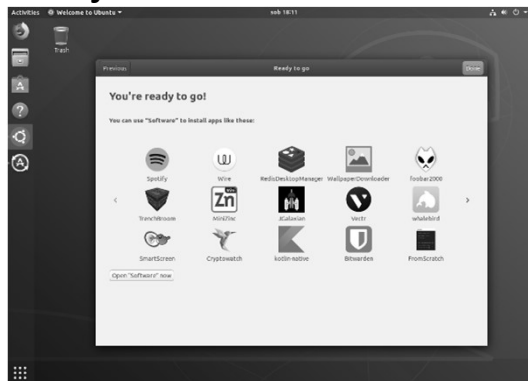 Activities Welcome to Ubuntu sob 18:11
Trash
Previous Ready to go Done
You're ready to go!
You can use "Software" to install apps like these:
Spotify Wire RedisDesktopManager WallpaperDownloader foobar2000
TrenchBroom MiniZinc JGalaxian Vectr whalebird
SmartScreen Cryptowatch kotlin-native Bitwarden FromScratch
Open "Software" now